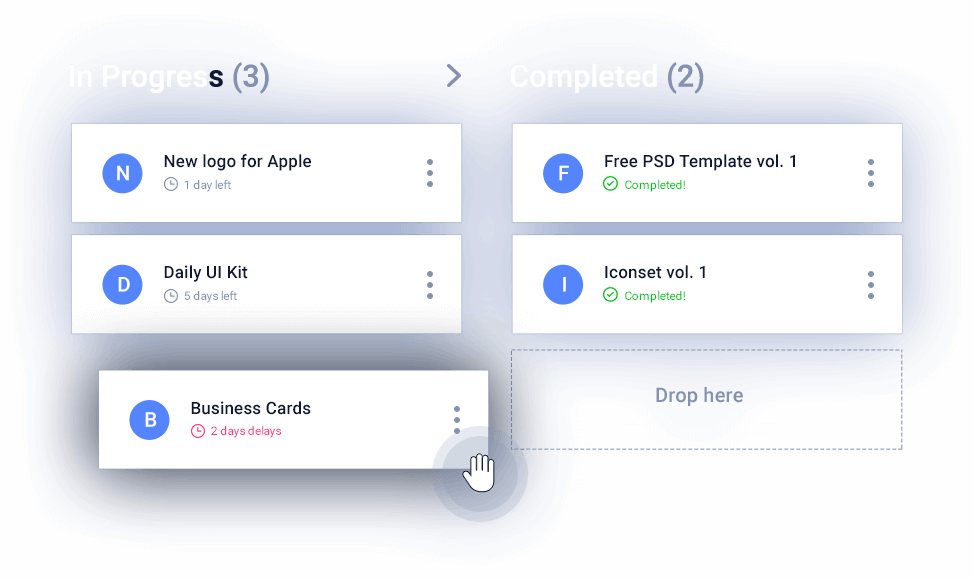 In Progress (3)
New logo for Apple
1 day left
Daily UI Kit
5 days left
Business Cards
2 days delays
Completed (2)
Free PSD Template vol. 1
Completed!
Iconset vol. 1
Completed!
Drop here
N
D
B
F
I